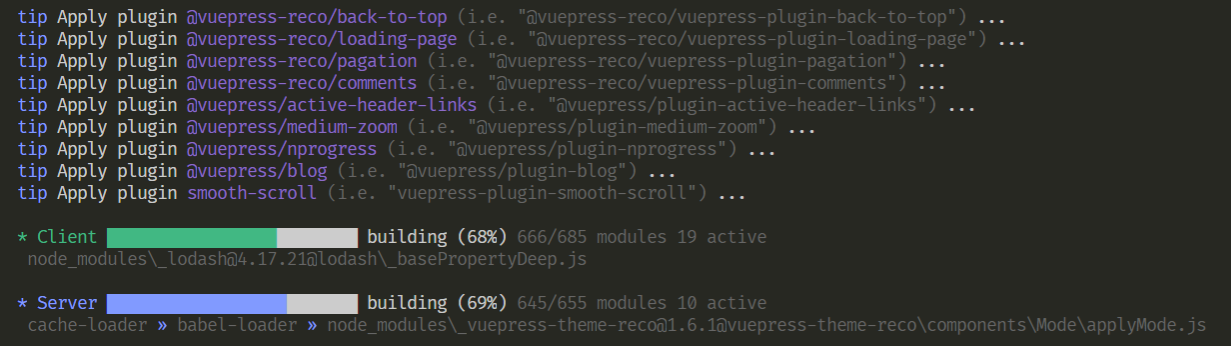 tip Apply plugin @vuepress-reco/back-to-top (i.e. "@vuepress-reco/vuepress-plugin-back-to-top") ...
tip Apply plugin @vuepress-reco/loading-page (i.e. "@vuepress-reco/vuepress-plugin-loading-page") ...
tip Apply plugin @vuepress-reco/pagation (i.e. "@vuepress-reco/vuepress-plugin-pagation") ...
tip Apply plugin @vuepress-reco/comments (i.e. "@vuepress-reco/vuepress-plugin-comments") ...
tip Apply plugin @vuepress/active-header-links (i.e. "@vuepress/plugin-active-header-links") ...
tip Apply plugin @vuepress/medium-zoom (i.e. "@vuepress/plugin-medium-zoom") ...
tip Apply plugin @vuepress/nprogress (i.e. "@vuepress/plugin-nprogress") ...
tip Apply plugin @vuepress/blog (i.e. "@vuepress/plugin-blog") ...
tip Apply plugin smooth-scroll (i.e. "vuepress-plugin-smooth-scroll") ...
* Client building (68%) 666/685 modules 19 active
node_modules\_lodash@4.17.21@lodash\_basePropertyDeep.js
* Server building (69%) 645/655 modules 10 active
cache-loader » babel-loader » node_modules\_vuepress-theme-reco@1.6.1@vuepress-theme-reco\components\Mode\applyMode.js